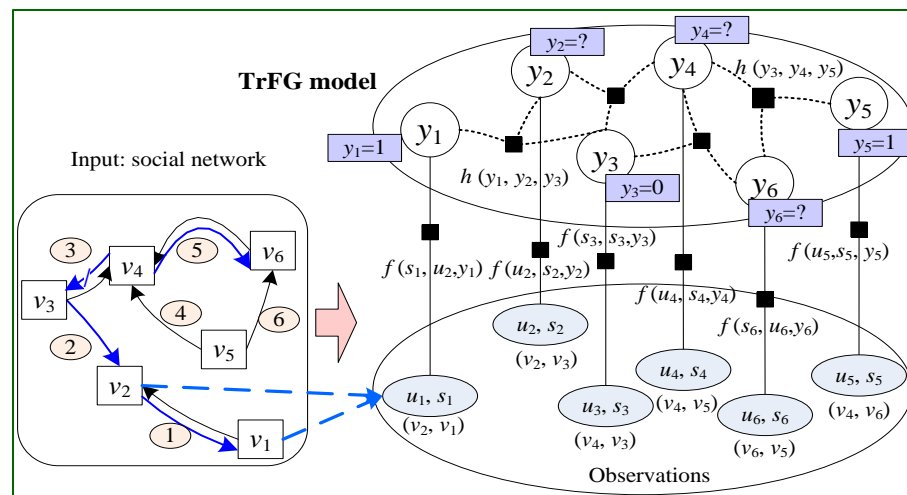 TrFG model
y2=?
y4=?
y2
y4
h (y3, y4, y5)
y5
y1
y1=1
y5=1
y3
y3=0
h (y1, y2, y3)
y6
y6=?
Input: social network
3
5
v4
v6
v3
4
6
2
v5
v2
1
v1
f(s1, u2,y1)
f(u2, s2,y2)
f(s3, s3,y3)
f(u4, s4,y4)
f(s6, u6,y6)
f(u5,s5, y5)
u1, s1
(v2, v1)
u2, s2
(v2, v3)
u3, s3
(v4, v3)
u4, s4
(v4, v5)
u6, s6
(v6, v5)
u5, s5
(v4, v6)
Observations